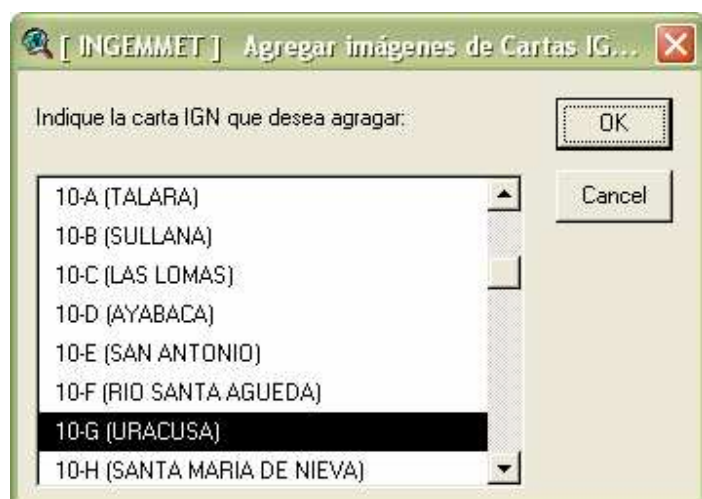 [ INGEMMET ] Agregar imágenes de Cartas IG...
Indique la carta IGN que desea agragar:
OK
Cancel
10-A (TALARA)
10-B (SULLANA)
10-C (LAS LOMAS)
10-D (AYABACA)
10-E (SAN ANTONIO)
10-F (RIO SANTA AGUEDA)
10-G (URACUSA)
10-H (SANTA MARIA DE NIEVA)